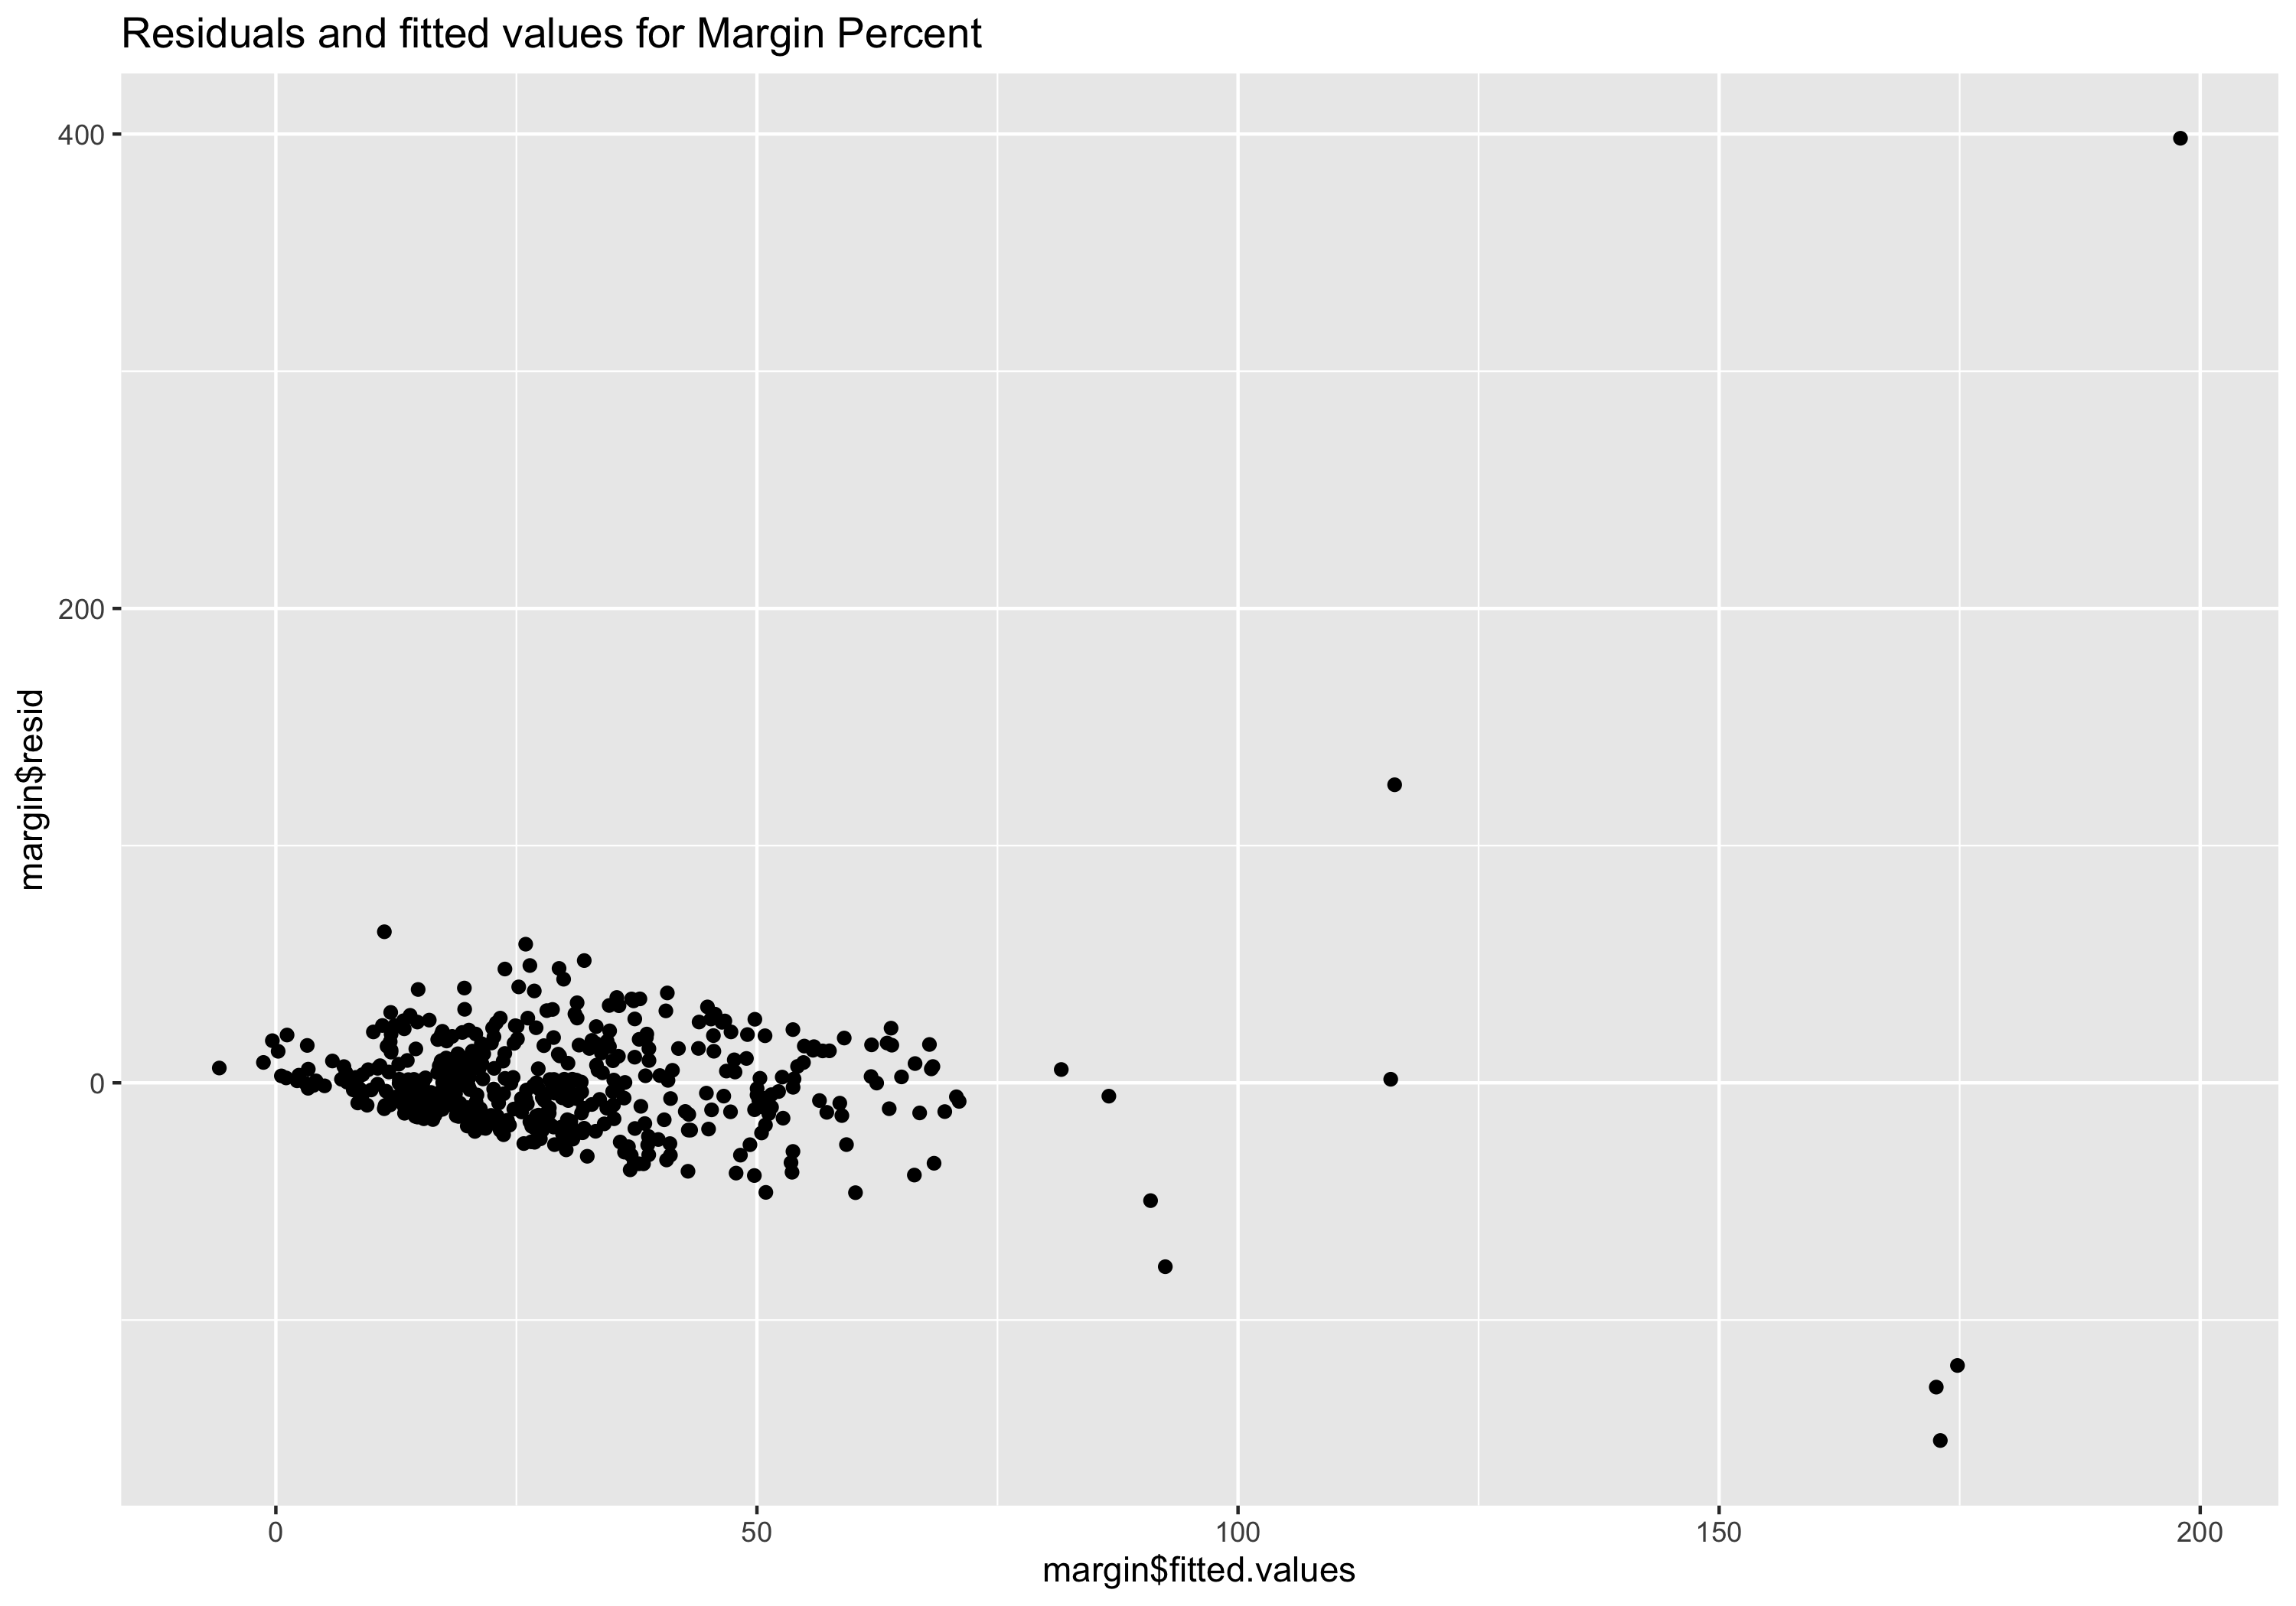 Residuals and fitted values for Margin Percent
400
200
0
margin$resid
0 50 100 150 200
margin$fitted.values